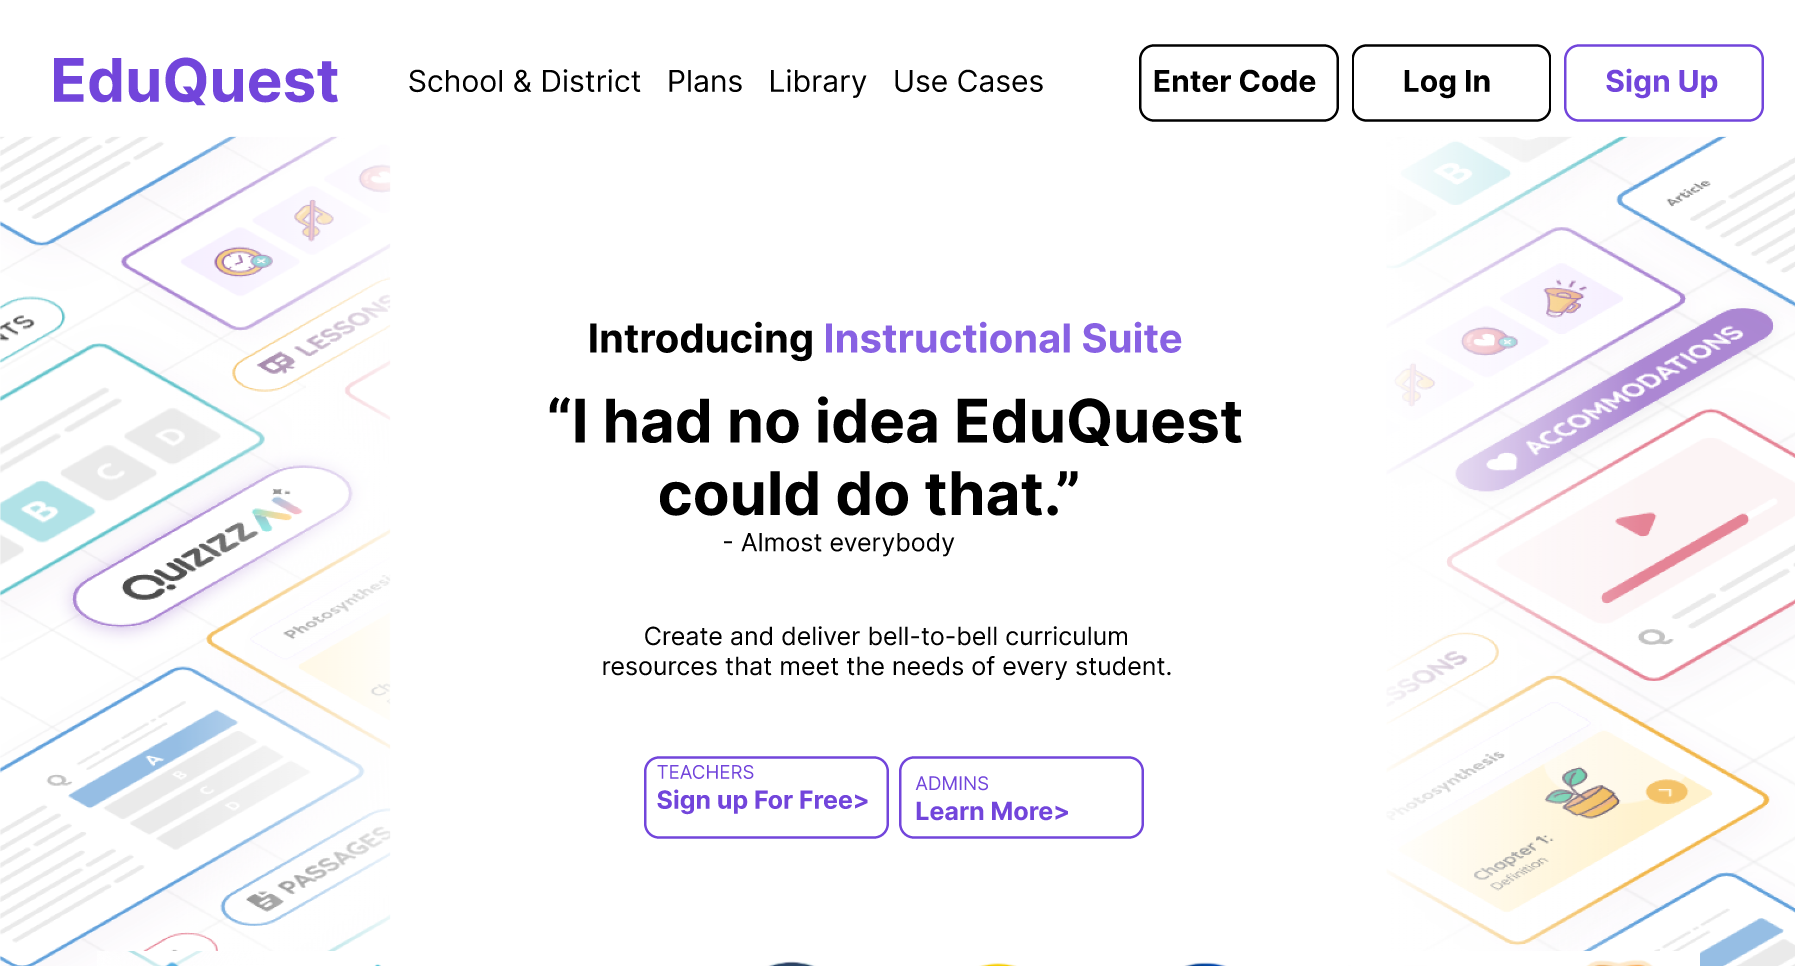 EduQuest
School & District Plans Library Use Cases
Enter Code
Log In
Sign Up
Introducing Instructional Suite
“I had no idea EduQuest
could do that.”
- Almost everybody
Create and deliver bell-to-bell curriculum
resources that meet the needs of every student.
TEACHERS
Sign up For Free>
ADMINS
Learn More>
LESSONS
D
C
B
QUIZIZZ AI
Photosynthesis
Q
A
B
C
D
PASSAGES
B
Article
ACCOMMODATIONS
Q
Photosynthesis
Chapter 1:
Definition